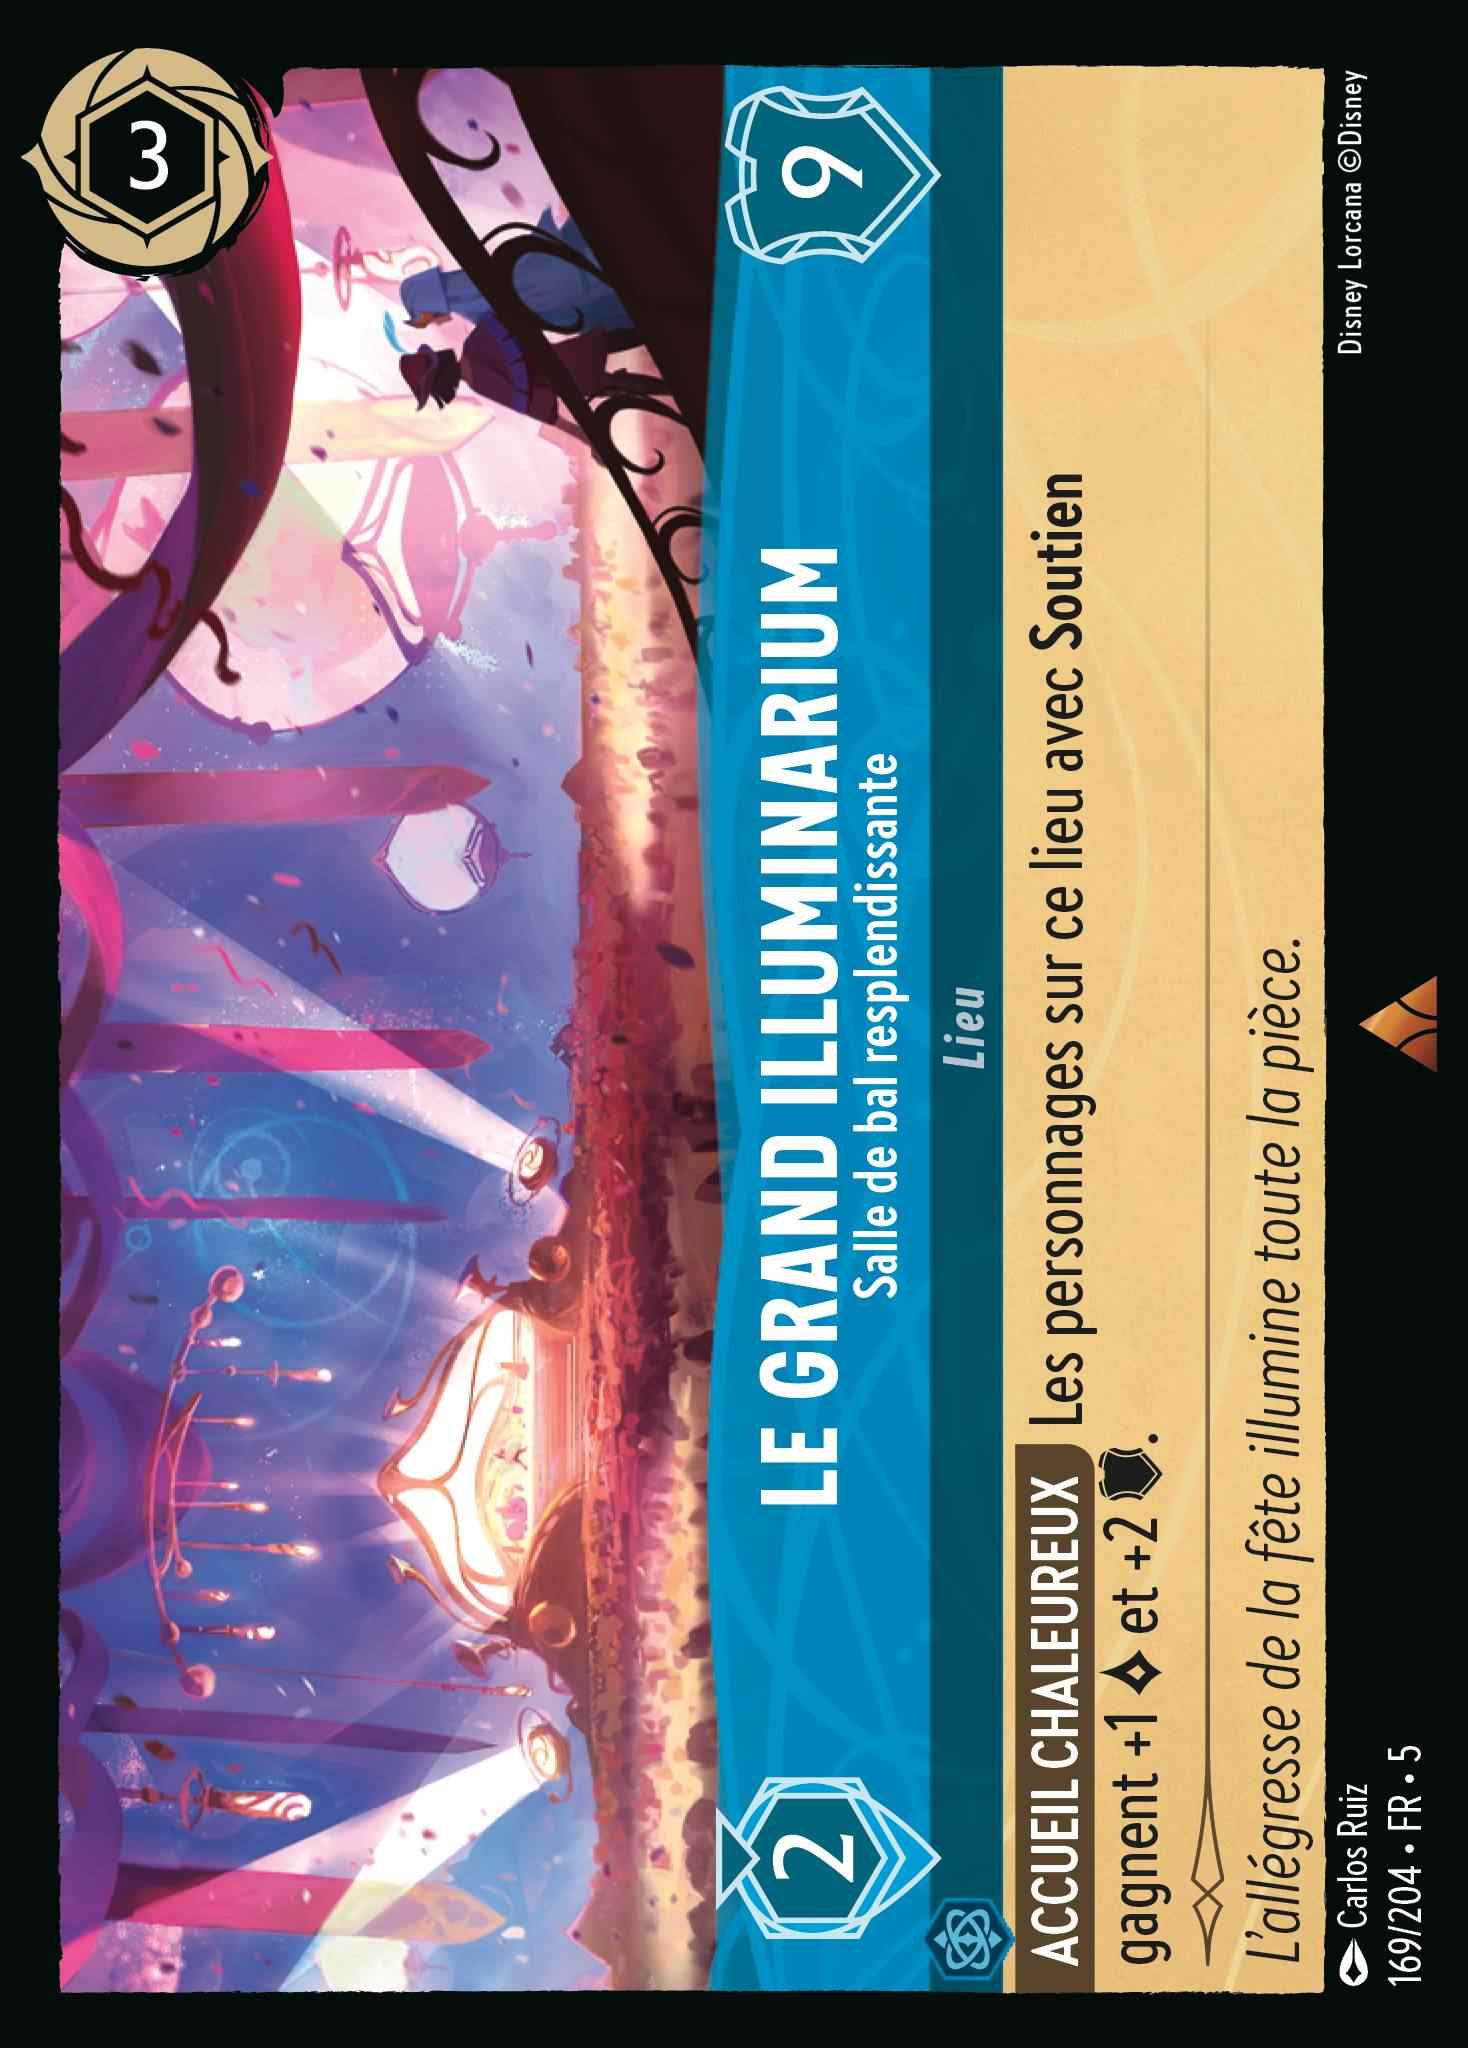 3
LE GRAND ILLUMINARIUM
Salle de bal resplendissante
2
9
Lieu
ACCUEIL CHALEUREUX Les personnages sur ce lieu avec Soutien
gagnent +1 et +2 .
L'allégresse de la fête illumine toute la pièce.
Carlos Ruiz
169/204 • FR • 5
Disney Lorcana ©Disney